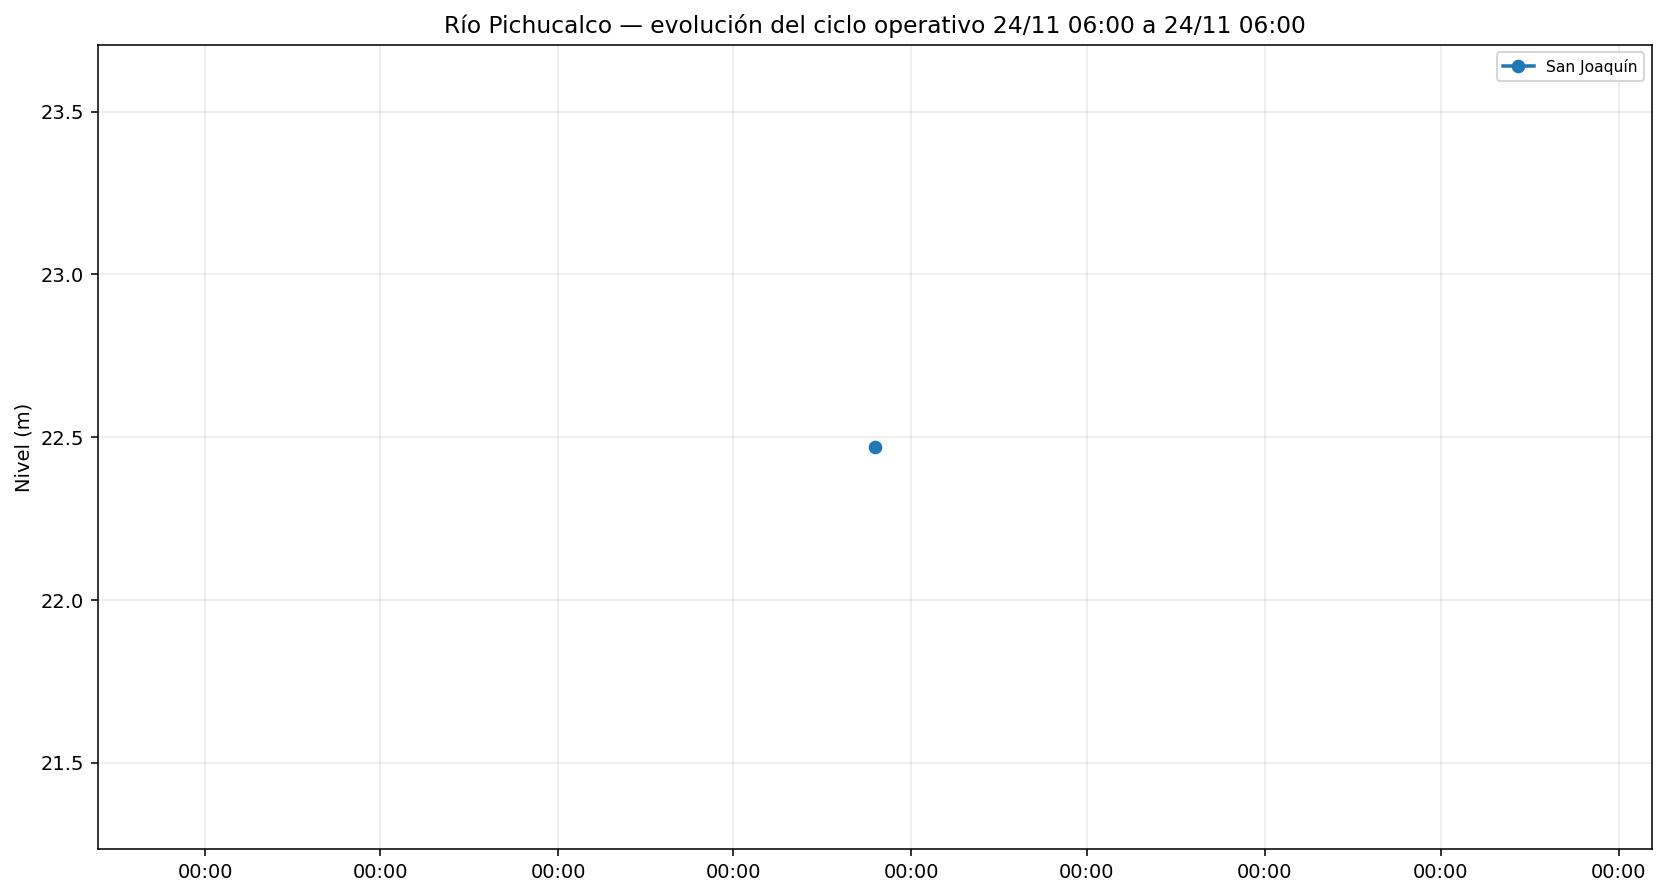 Río Pichucalco — evolución del ciclo operativo 24/11 06:00 a 24/11 06:00
San Joaquín
Nivel (m)
23.5
23.0
22.5
22.0
21.5
00:00 00:00 00:00 00:00 00:00 00:00 00:00 00:00 00:00